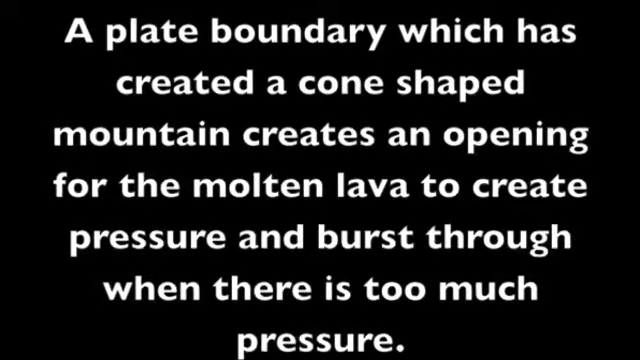 A plate boundary which has
created a cone shaped
mountain creates an opening
for the molten lava to create
pressure and burst through
when there is too much
pressure.